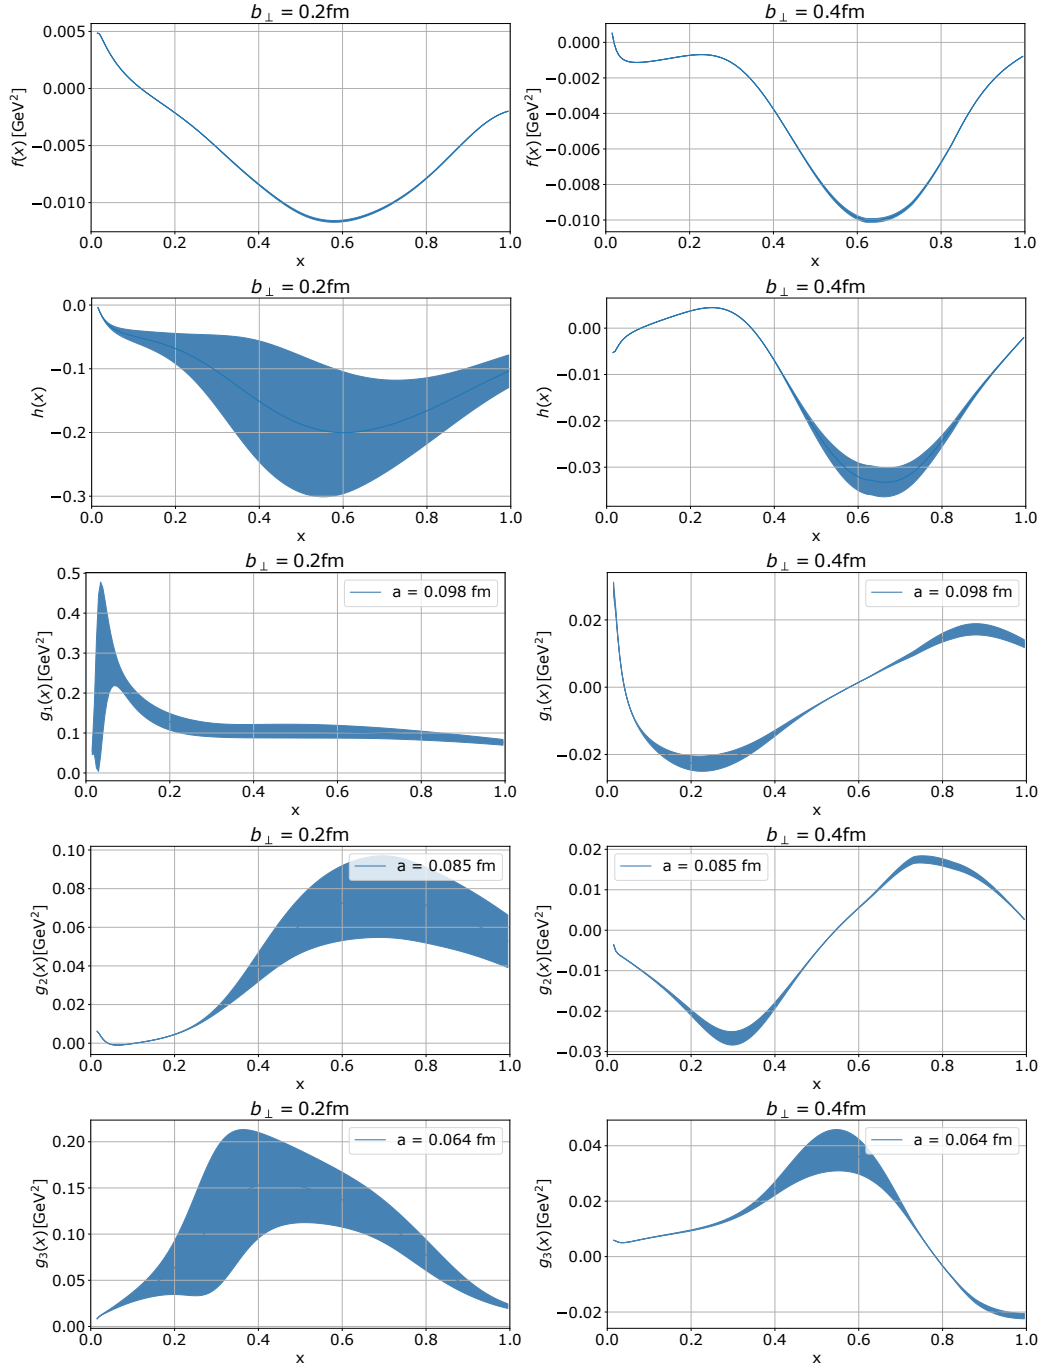 b⊥ = 0.2fm
f(x)[GeV²]
0.005
0.000
−0.005
−0.010
0.0 0.2 0.4 0.6 0.8 1.0
x
b⊥ = 0.4fm
f(x)[GeV²]
0.000
−0.002
−0.004
−0.006
−0.008
−0.010
0.0 0.2 0.4 0.6 0.8 1.0
x
b⊥ = 0.2fm
h(x)
0.0
−0.1
−0.2
−0.3
0.0 0.2 0.4 0.6 0.8 1.0
x
b⊥ = 0.4fm
h(x)
0.00
−0.01
−0.02
−0.03
0.0 0.2 0.4 0.6 0.8 1.0
x
b⊥ = 0.2fm
a = 0.098 fm
g₁(x)[GeV²]
0.5
0.4
0.3
0.2
0.1
0.0
0.0 0.2 0.4 0.6 0.8 1.0
x
b⊥ = 0.4fm
a = 0.098 fm
g₁(x)[GeV²]
0.02
0.00
−0.02
0.0 0.2 0.4 0.6 0.8 1.0
x
b⊥ = 0.2fm
a = 0.085 fm
g₂(x)[GeV²]
0.10
0.08
0.06
0.04
0.02
0.00
0.0 0.2 0.4 0.6 0.8 1.0
x
b⊥ = 0.4fm
a = 0.085 fm
g₂(x)[GeV²]
0.02
0.01
0.00
−0.01
−0.02
−0.03
0.0 0.2 0.4 0.6 0.8 1.0
x
b⊥ = 0.2fm
a = 0.064 fm
g₃(x)[GeV²]
0.20
0.15
0.10
0.05
0.00
0.0 0.2 0.4 0.6 0.8 1.0
x
b⊥ = 0.4fm
a = 0.064 fm
g₃(x)[GeV²]
0.04
0.02
0.00
−0.02
0.0 0.2 0.4 0.6 0.8 1.0
x